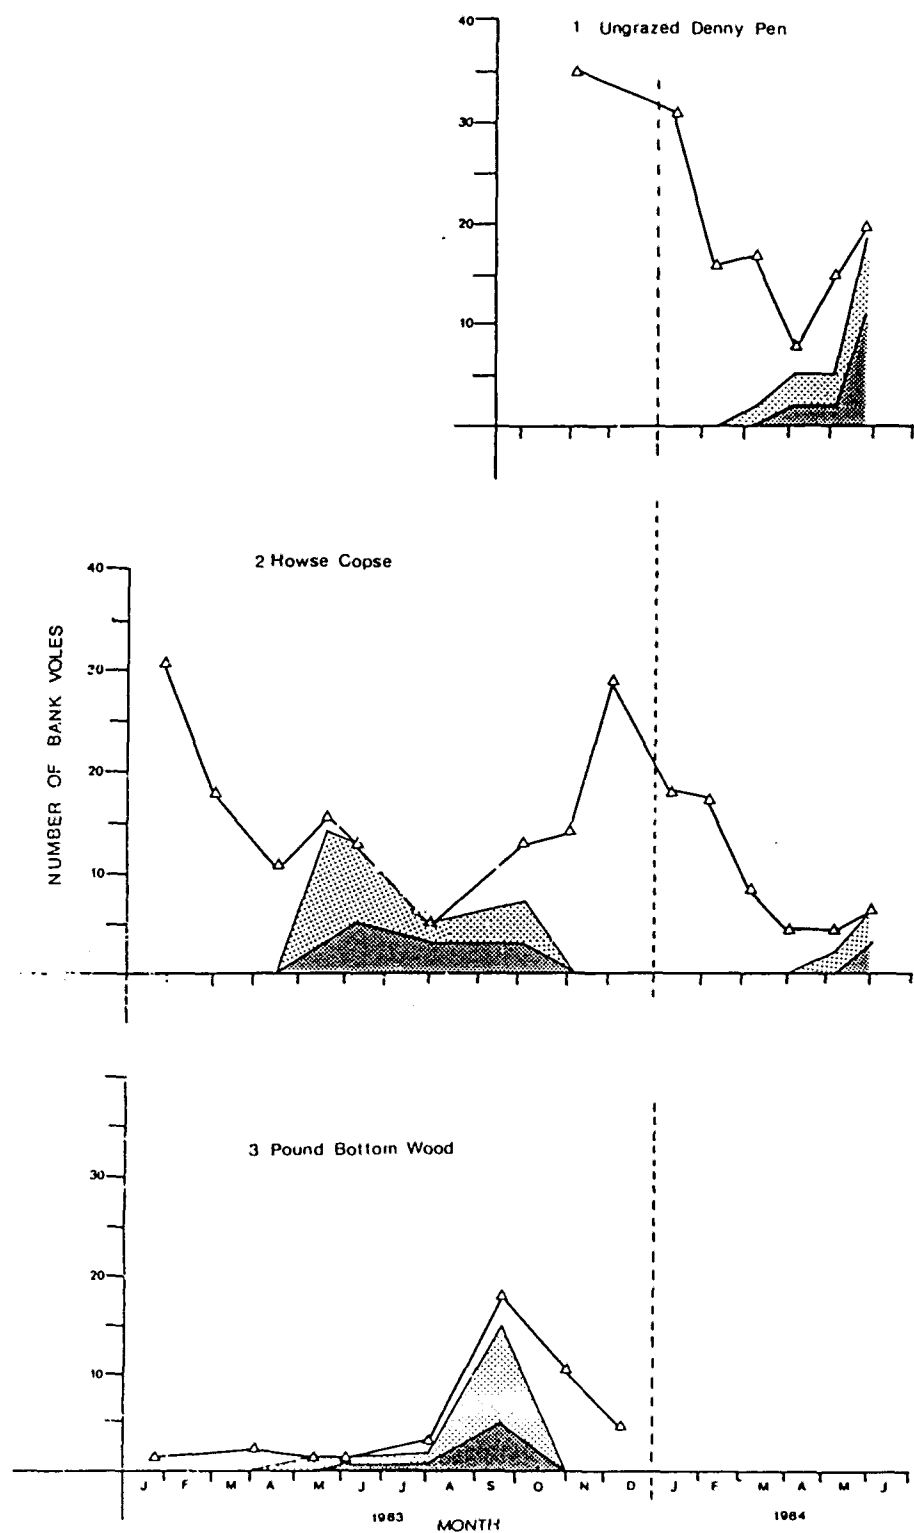 40
1 Ungrazed Denny Pen
30
20
10
2 Howse Copse
40
20
20
10
NUMBER OF BANK VOLES
3 Pound Bottom Wood
30
20
10
J F M A M J J A S O N D J F M A M J
1983 1984
MONTH